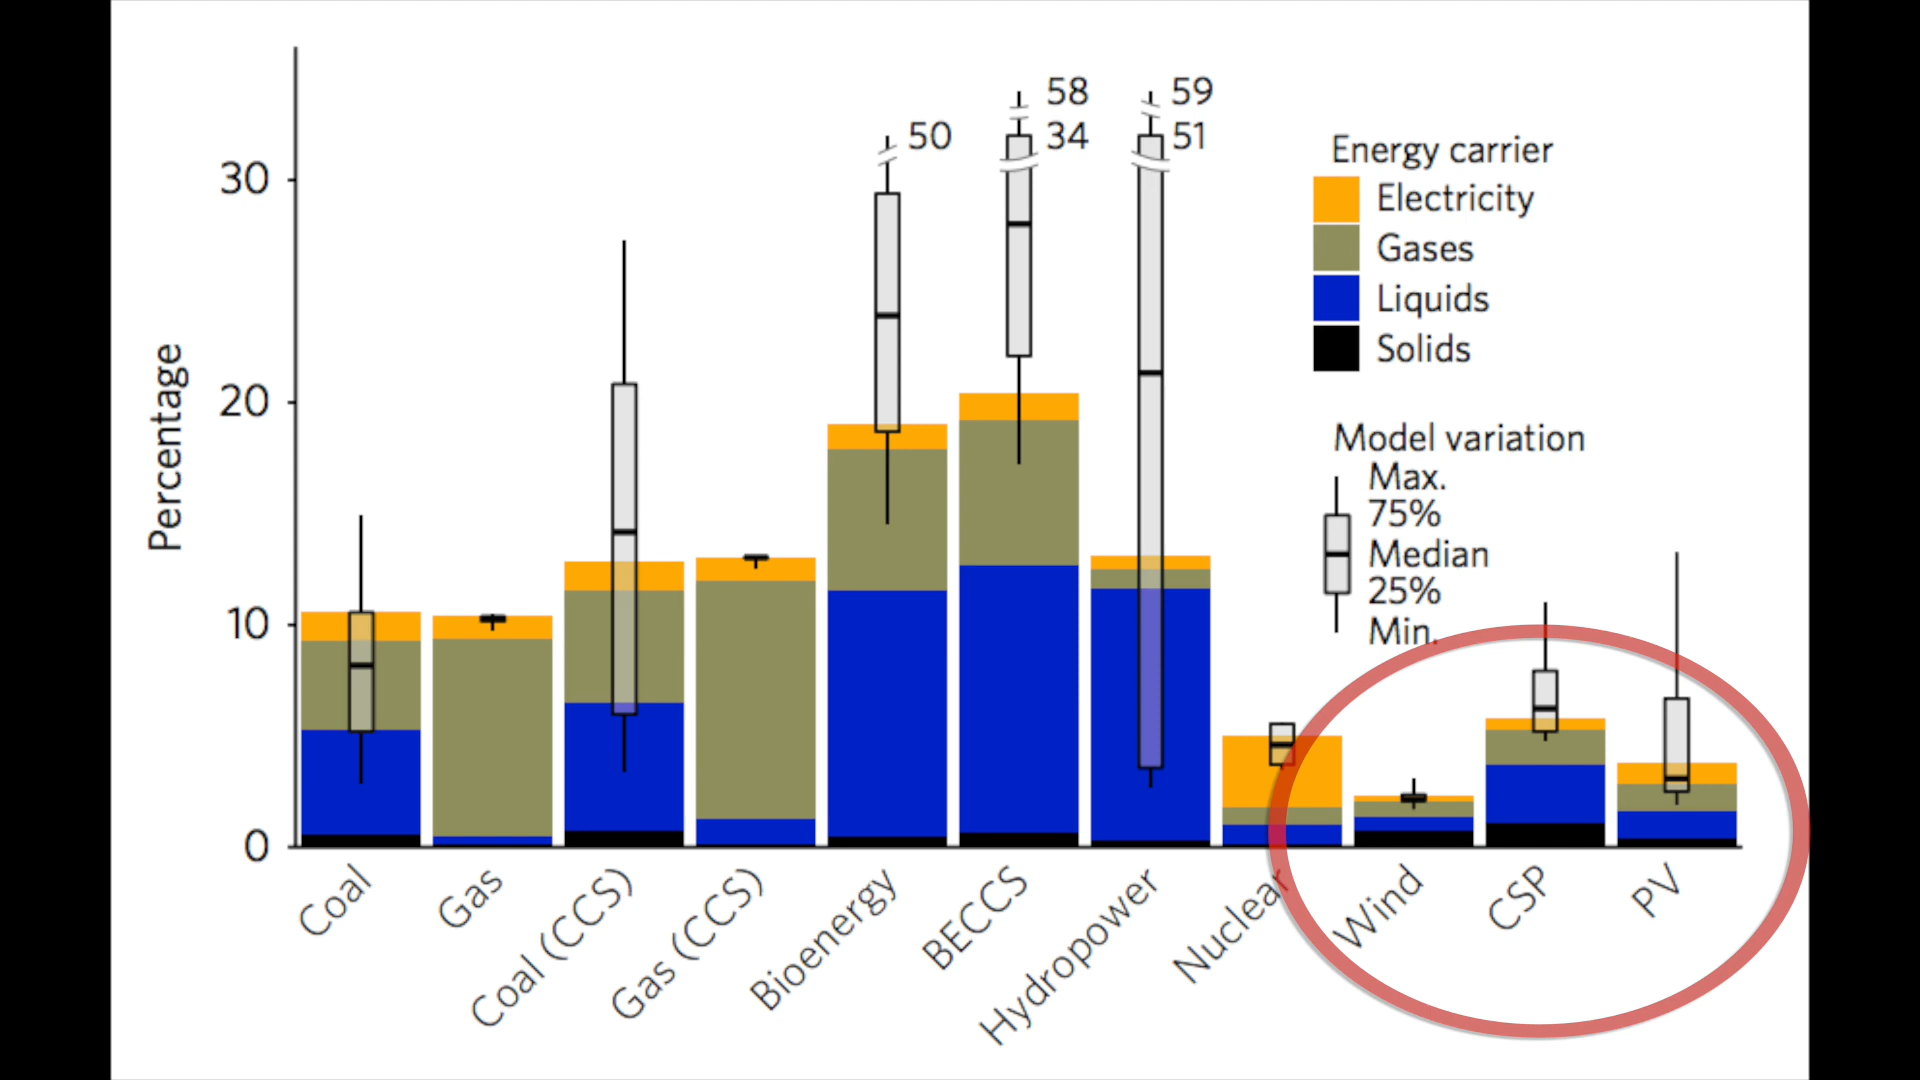 58
59
50
34
51
Energy carrier
Electricity
Gases
Liquids
Solids
30
20
10
0
Percentage
Model variation
Max.
75%
Median
25%
Min.
Coal
Gas
Coal (CCS)
Gas (CCS)
Bioenergy
BECCS
Hydropower
Nuclear
Wind
CSP
PV